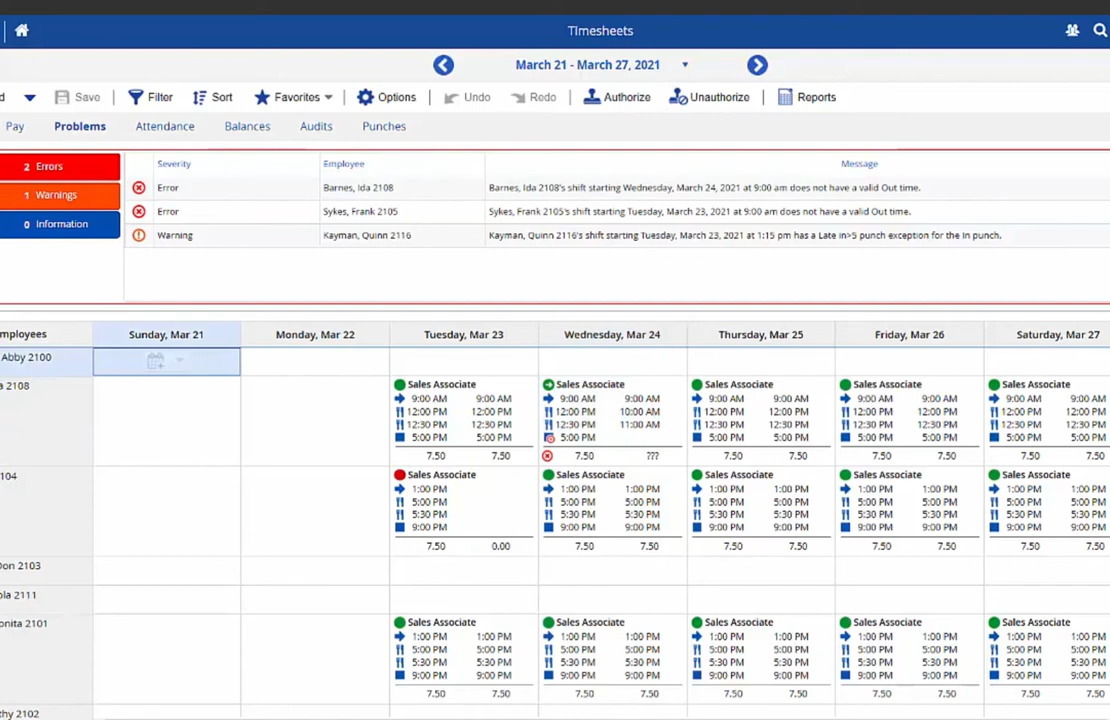 Timesheets
March 21 - March 27, 2021
d Save Filter Sort Favorites Options Undo Redo Authorize Unauthorize Reports
Pay Problems Attendance Balances Audits Punches
2 Errors
1 Warnings
0 Information
Severity Employee Message
Error Barnes, Ida 2108 Barnes, Ida 2108's shift starting Wednesday, March 24, 2021 at 9:00 am does not have a valid Out time.
Error Sykes, Frank 2105 Sykes, Frank 2105's shift starting Tuesday, March 23, 2021 at 9:00 am does not have a valid Out time.
Warning Kayman, Quinn 2116 Kayman, Quinn 2116's shift starting Tuesday, March 23, 2021 at 1:15 pm has a Late In>5 punch exception for the In punch.
mployees Sunday, Mar 21 Monday, Mar 22 Tuesday, Mar 23 Wednesday, Mar 24 Thursday, Mar 25 Friday, Mar 26 Saturday, Mar 27
Abby 2100
a 2108 Sales Associate Sales Associate Sales Associate Sales Associate Sales Associate
9:00 AM 9:00 AM 9:00 AM 9:00 AM 9:00 AM 9:00 AM 9:00 AM 9:00 AM 9:00 AM 9:00 AM
12:00 PM 12:00 PM 12:00 PM 10:00 AM 12:00 PM 12:00 PM 12:00 PM 12:00 PM 12:00 PM 12:00 PM
12:30 PM 12:30 PM 12:30 PM 11:00 AM 12:30 PM 12:30 PM 12:30 PM 12:30 PM 12:30 PM 12:30 PM
5:00 PM 5:00 PM 5:00 PM 5:00 PM 5:00 PM 5:00 PM 5:00 PM 5:00 PM 5:00 PM
7.50 7.50 7.50 ??? 7.50 7.50 7.50 7.50 7.50 7.50
104 Sales Associate Sales Associate Sales Associate Sales Associate Sales Associate
1:00 PM 1:00 PM 1:00 PM 1:00 PM 1:00 PM 1:00 PM 1:00 PM 1:00 PM 1:00 PM
5:00 PM 5:00 PM 5:00 PM 5:00 PM 5:00 PM 5:00 PM 5:00 PM 5:00 PM 5:00 PM
5:30 PM 5:30 PM 5:30 PM 5:30 PM 5:30 PM 5:30 PM 5:30 PM 5:30 PM 5:30 PM
9:00 PM 9:00 PM 9:00 PM 9:00 PM 9:00 PM 9:00 PM 9:00 PM 9:00 PM 9:00 PM
7.50 0.00 7.50 7.50 7.50 7.50 7.50 7.50 7.50 7.50
Don 2103
ola 2111
onita 2101 Sales Associate Sales Associate Sales Associate Sales Associate Sales Associate
1:00 PM 1:00 PM 1:00 PM 1:00 PM 1:00 PM 1:00 PM 1:00 PM 1:00 PM 1:00 PM 1:00 PM
5:00 PM 5:00 PM 5:00 PM 5:00 PM 5:00 PM 5:00 PM 5:00 PM 5:00 PM 5:00 PM 5:00 PM
5:30 PM 5:30 PM 5:30 PM 5:30 PM 5:30 PM 5:30 PM 5:30 PM 5:30 PM 5:30 PM 5:30 PM
9:00 PM 9:00 PM 9:00 PM 9:00 PM 9:00 PM 9:00 PM 9:00 PM 9:00 PM 9:00 PM 9:00 PM
7.50 7.50 7.50 7.50 7.50 7.50 7.50 7.50 7.50 7.50
thy 2102